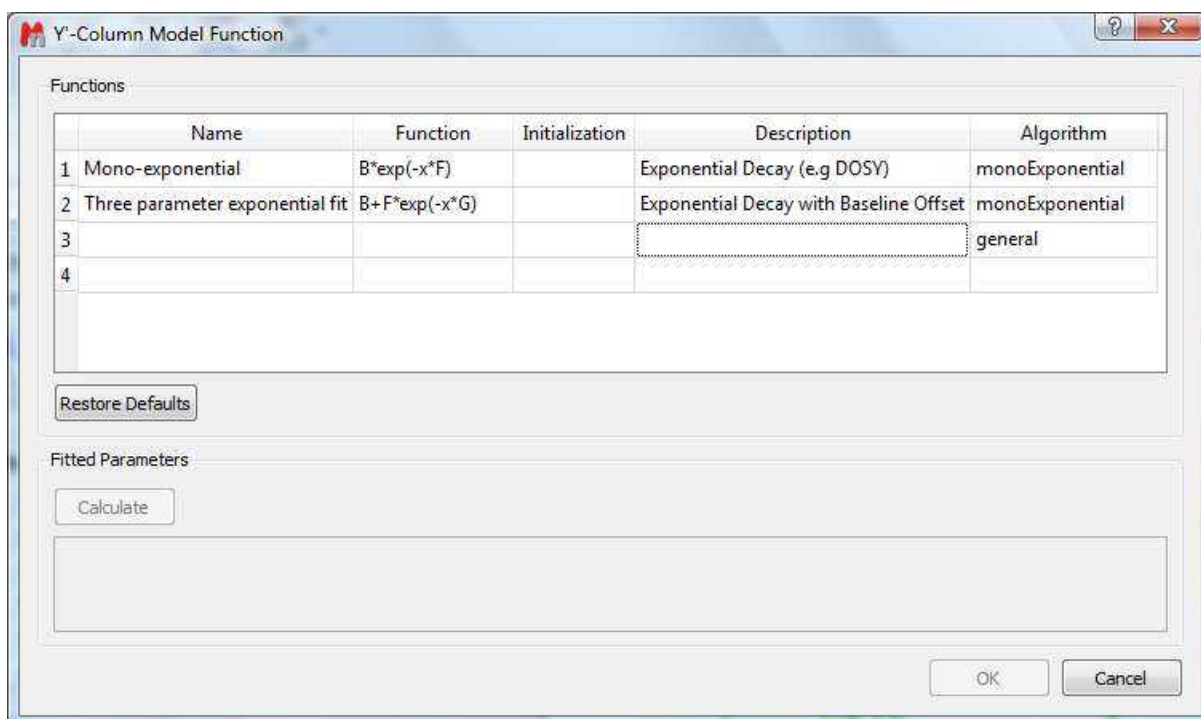 Y'-Column Model Function
Functions
Name Function Initialization Description Algorithm
1 Mono-exponential B*exp(-x*F) Exponential Decay (e.g DOSY) monoExponential
2 Three parameter exponential fit B+F*exp(-x*G) Exponential Decay with Baseline Offset monoExponential
3 general
4
Restore Defaults
Fitted Parameters
Calculate
OK Cancel